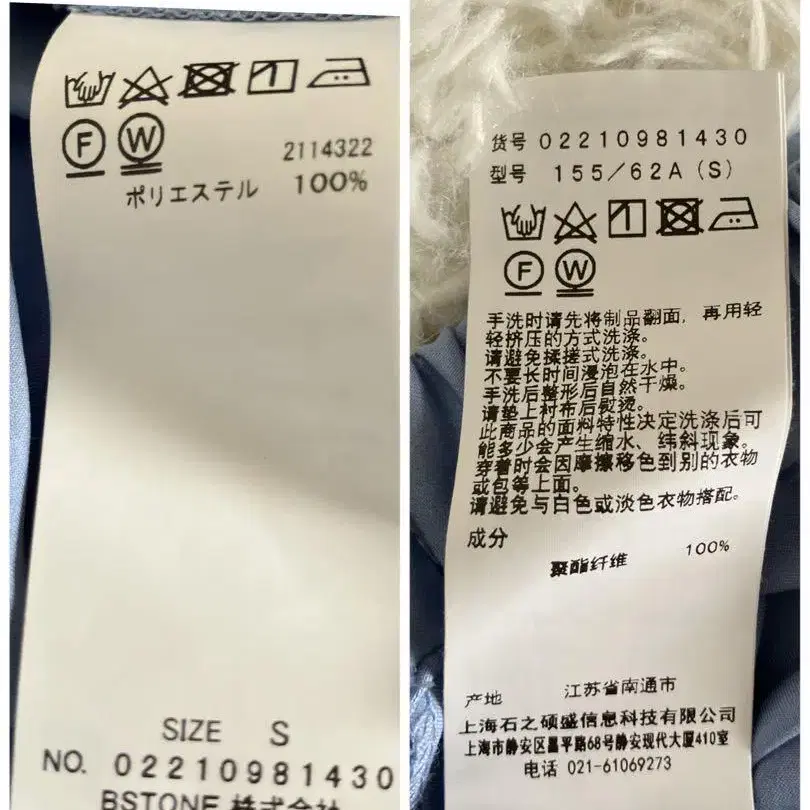 2114322
ポリエステル 100%
SIZE S
NO. 02210981430
BSTONE 株式会社
货号 02210981430
型号 155/62A(S)
手洗时请先将制品翻面，再用轻
轻挤压的方式洗涤。
请避免揉搓式洗涤。
不要长时间浸泡在水中。
手洗后整形后自然干燥。
请垫上衬布后熨烫。
此商品的面料特性决定洗涤后可
能多少会产生缩水、纬斜现象。
穿着时会因摩擦移色到别的衣物
或包等上面。
请避免与白色或淡色衣物搭配。
成分
聚酯纤维 100%
产地 江苏省南通市
上海石之硕盛信息科技有限公司
上海市静安区昌平路68号静安现代大厦410室
电话 021-61069273